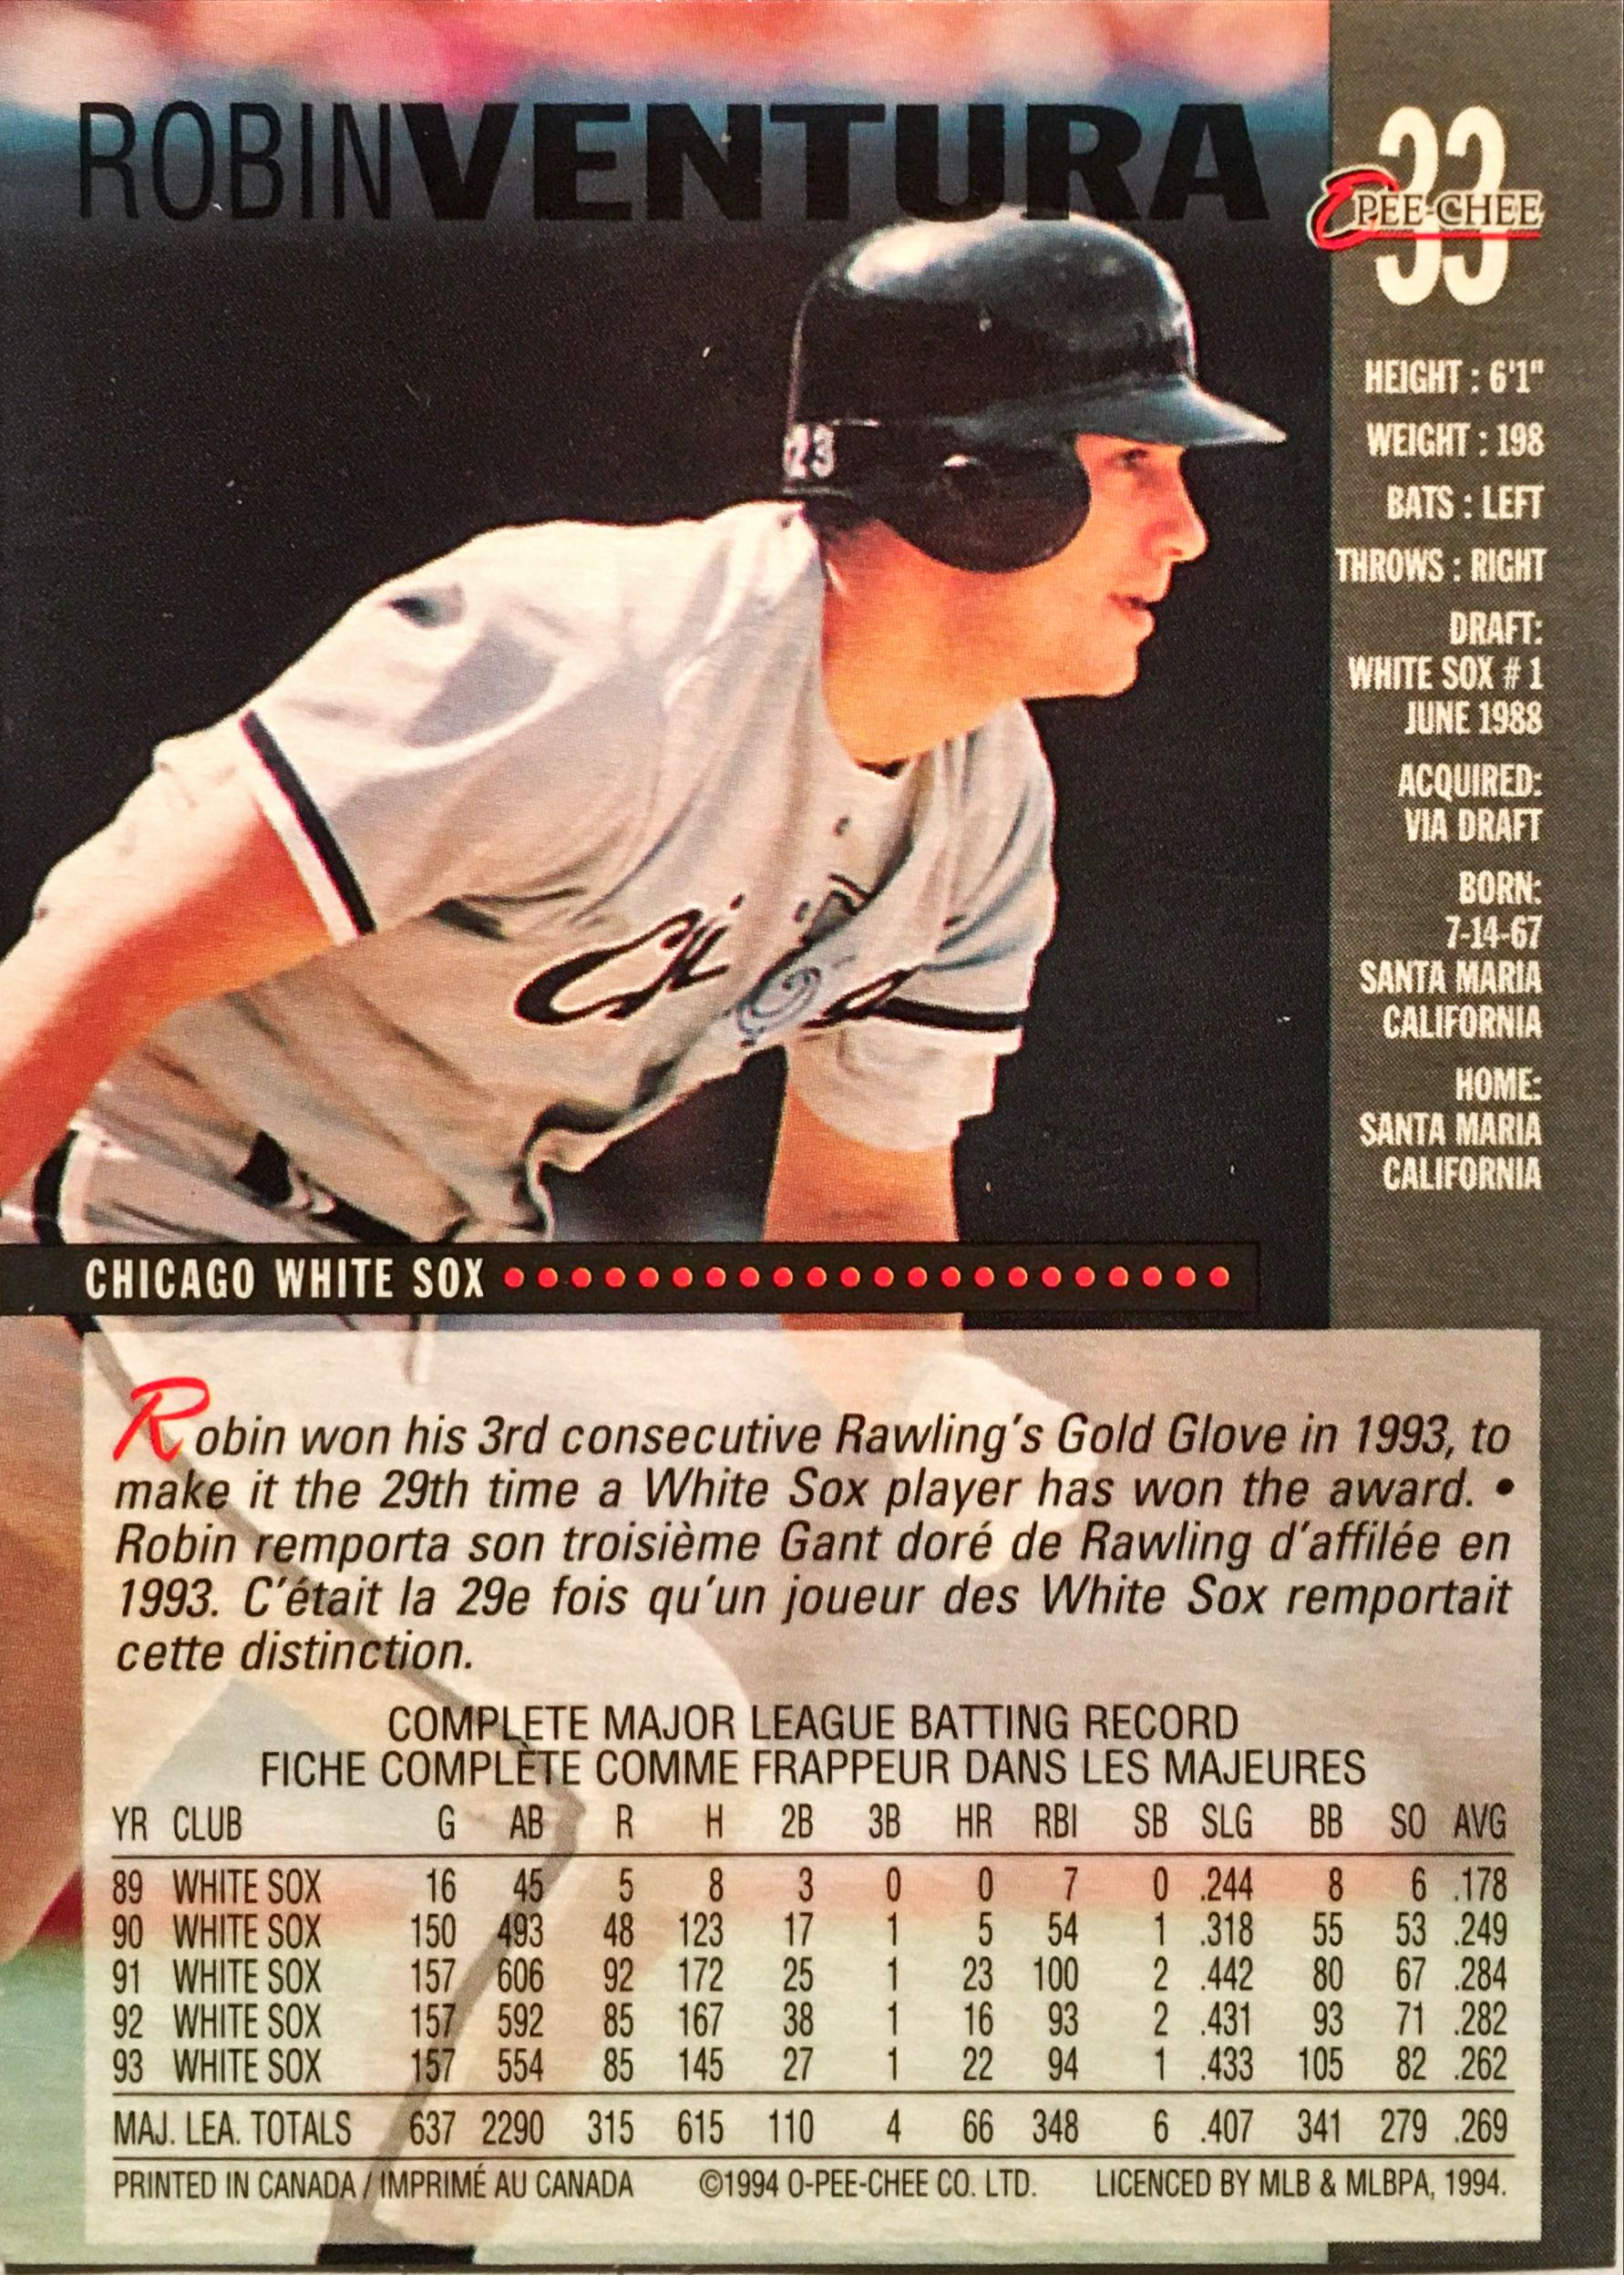 ROBIN VENTURA
33
O-PEE-CHEE
HEIGHT : 6'1"
WEIGHT : 198
BATS : LEFT
THROWS : RIGHT
DRAFT:
WHITE SOX # 1
JUNE 1988
ACQUIRED:
VIA DRAFT
BORN:
7-14-67
SANTA MARIA
CALIFORNIA
HOME:
SANTA MARIA
CALIFORNIA
23
Chicago
CHICAGO WHITE SOX
Robin won his 3rd consecutive Rawling's Gold Glove in 1993, to
make it the 29th time a White Sox player has won the award. •
Robin remporta son troisième Gant doré de Rawling d'affilée en
1993. C'était la 29e fois qu'un joueur des White Sox remportait
cette distinction.
COMPLETE MAJOR LEAGUE BATTING RECORD
FICHE COMPLÈTE COMME FRAPPEUR DANS LES MAJEURES
YR CLUB G AB R H 2B 3B HR RBI SB SLG BB SO AVG
89 WHITE SOX 16 45 5 8 3 0 0 7 0 .244 8 6 .178
90 WHITE SOX 150 493 48 123 17 1 5 54 1 .318 55 53 .249
91 WHITE SOX 157 606 92 172 25 1 23 100 2 .442 80 67 .284
92 WHITE SOX 157 592 85 167 38 1 16 93 2 .431 93 71 .282
93 WHITE SOX 157 554 85 145 27 1 22 94 1 .433 105 82 .262
MAJ. LEA. TOTALS 637 2290 315 615 110 4 66 348 6 .407 341 279 .269
PRINTED IN CANADA / IMPRIMÉ AU CANADA ©1994 O-PEE-CHEE CO. LTD. LICENCED BY MLB & MLBPA, 1994.